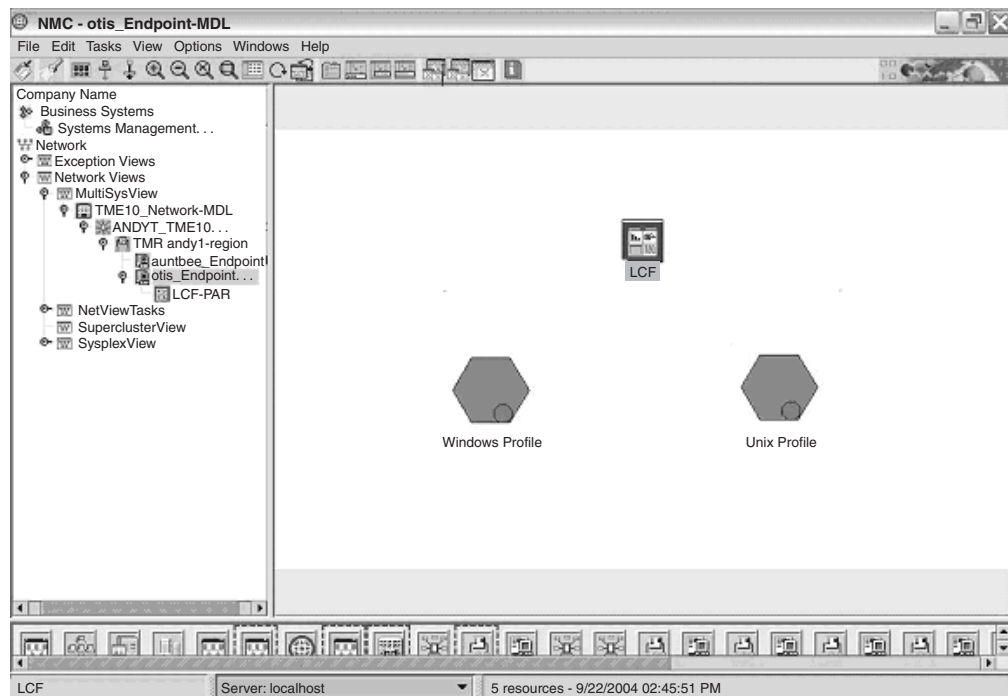 NMC - otis_Endpoint-MDL
File Edit Tasks View Options Windows Help
Company Name
Business Systems
Systems Management. . .
Network
Exception Views
Network Views
MultiSysView
TME10_Network-MDL
ANDYT_TME10. . .
TMR andy1-region
auntbee_Endpoint
otis_Endpoint. . .
LCF-PAR
NetViewTasks
SuperclusterView
SysplexView
LCF
Windows Profile
Unix Profile
LCF
Server: localhost
5 resources - 9/22/2004 02:45:51 PM